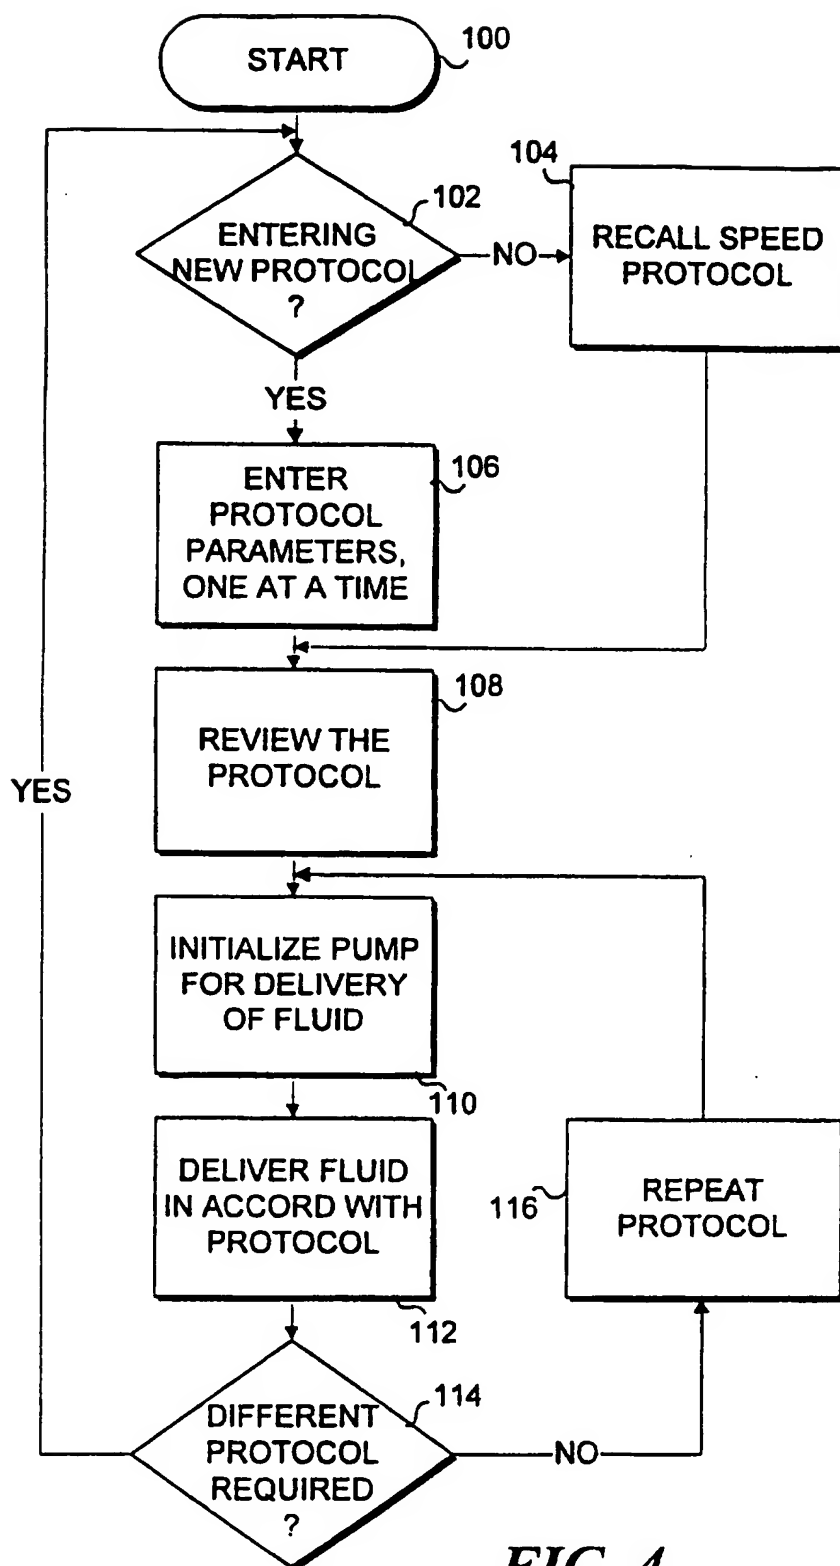 START
100
102
ENTERING
NEW PROTOCOL
?
NO
104
RECALL SPEED
PROTOCOL
YES
106
ENTER
PROTOCOL
PARAMETERS,
ONE AT A TIME
108
REVIEW THE
PROTOCOL
YES
INITIALIZE PUMP
FOR DELIVERY
OF FLUID
110
DELIVER FLUID
IN ACCORD WITH
PROTOCOL
112
116
REPEAT
PROTOCOL
114
DIFFERENT
PROTOCOL
REQUIRED
?
NO
FIG. 4